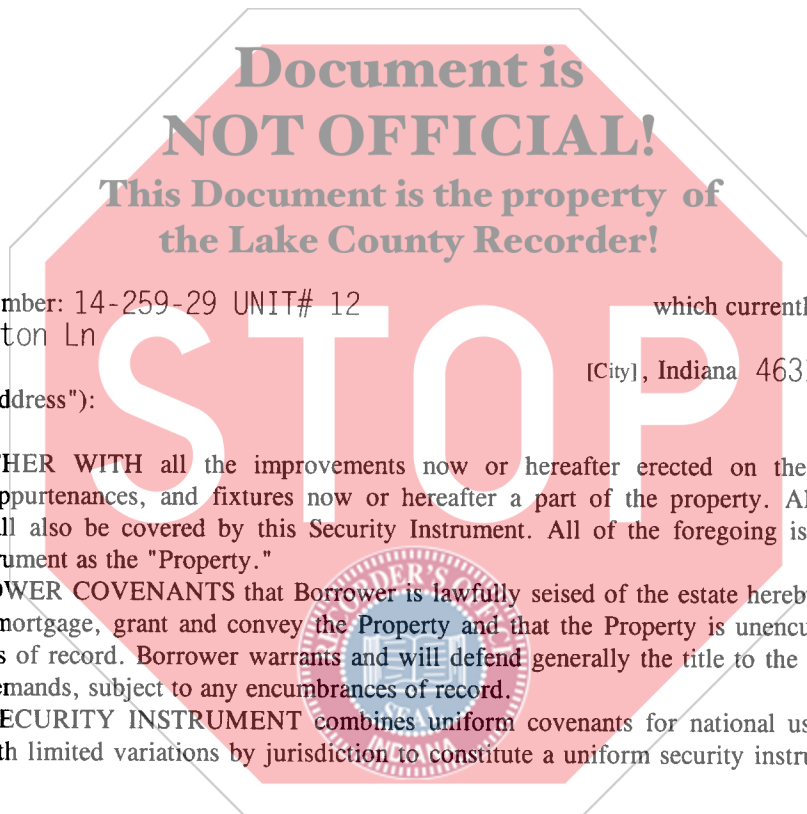 Document is
NOT OFFICIAL!
This Document is the property of
the Lake County Recorder!
mber: 14-259-29 UNIT# 12 which currentl
ton Ln
[City], Indiana 463
ddress"):
STOP
HER WITH all the improvements now or hereafter erected on the
ppurtenances, and fixtures now or hereafter a part of the property. Al
ll also be covered by this Security Instrument. All of the foregoing is
ument as the "Property."
OWER COVENANTS that Borrower is lawfully seised of the estate hereb
mortgage, grant and convey the Property and that the Property is unencu
s of record. Borrower warrants and will defend generally the title to the
emands, subject to any encumbrances of record.
ECURITY INSTRUMENT combines uniform covenants for national us
th limited variations by jurisdiction to constitute a uniform security instru
RECORDER'S OFFICE
SEAL
INDIANA